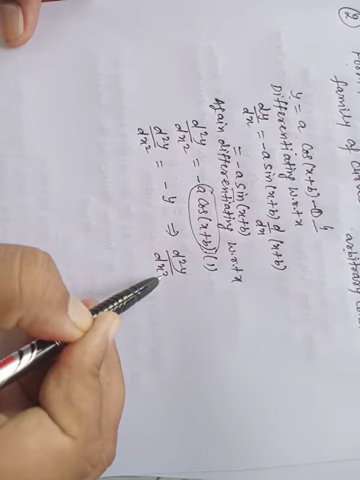 ② 
family of
arbitrary
y = a cos(x+b) -①
Differentiating w.r.t x
dy/dx = -a sin(x+b) d/dx (x+b)
= -a sin(x+b)
Again differentiating w.r.t x
d²y/dx² = -a cos(x+b)(1)
d²y/dx² = -y ⇒ d²y/dx²